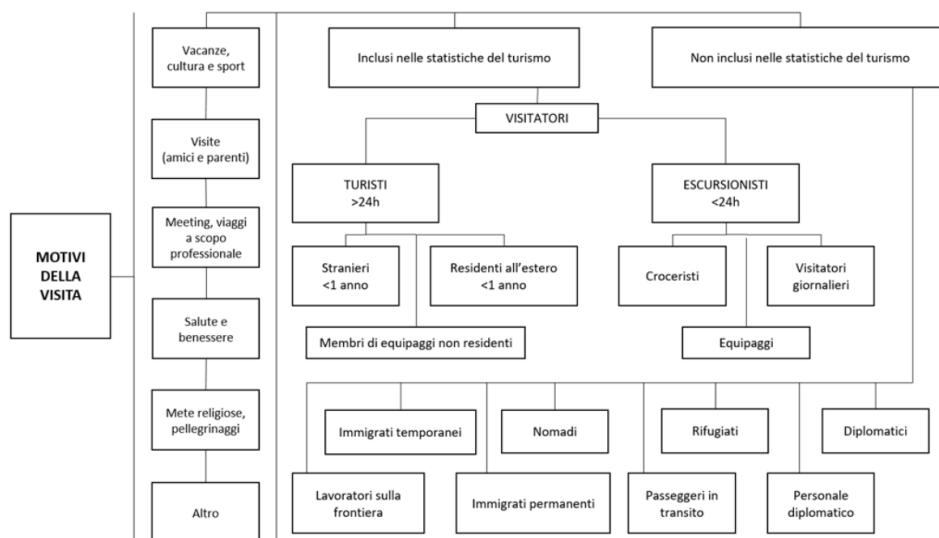 MOTIVI
DELLA
VISITA
Vacanze,
cultura e sport
Visite
(amici e parenti)
Meeting, viaggi
a scopo
professionale
Salute e
benessere
Mete religiose,
pellegrinaggi
Altro
Inclusi nelle statistiche del turismo
Non inclusi nelle statistiche del turismo
VISITATORI
TURISTI
>24h
ESCURSIONISTI
<24h
Stranieri
<1 anno
Residenti all'estero
<1 anno
Croceristi
Visitatori
giornalieri
Membri di equipaggi non residenti
Equipaggi
Immigrati temporanei
Nomadi
Rifugiati
Diplomatici
Lavoratori sulla
frontiera
Immigrati permanenti
Passeggeri in
transito
Personale
diplomatico